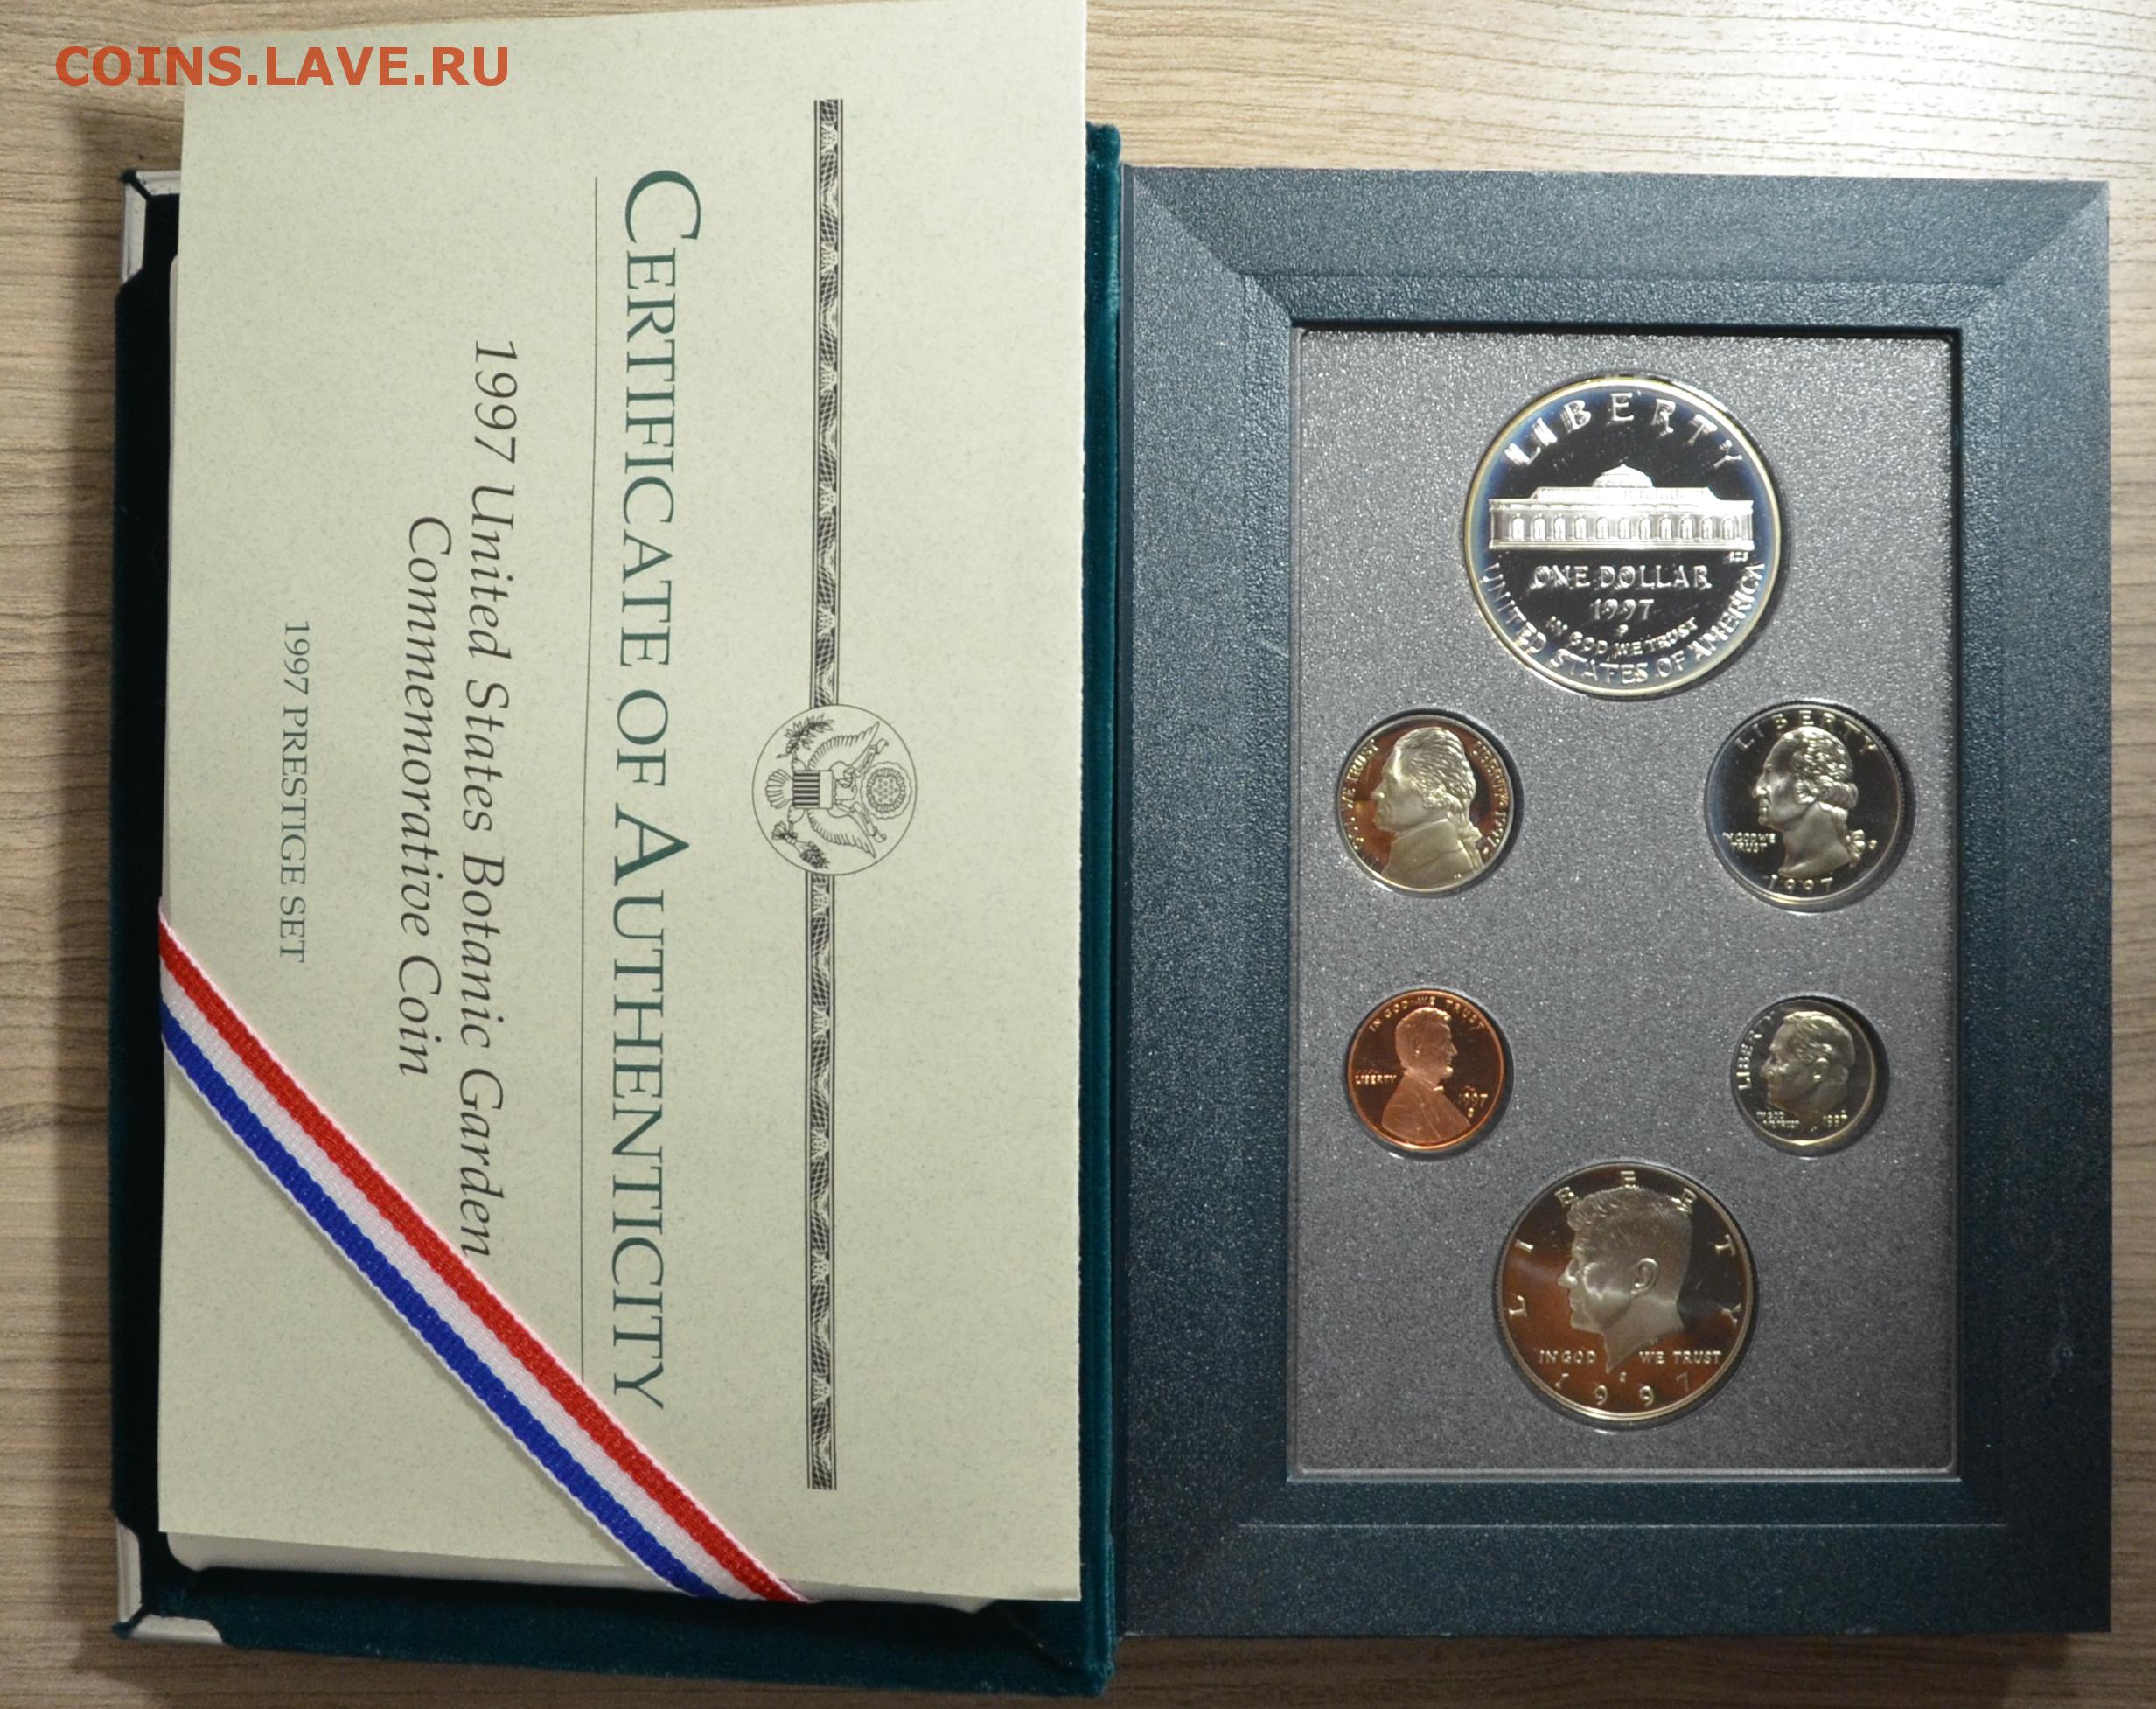 COINS.LAVE.RU
CERTIFICATE OF AUTHENTICITY
1997 United States Botanic Garden
Commemorative Coin
1997 PRESTIGE SET
LIBERTY
ONE DOLLAR
1997
P
IN GOD WE TRUST
UNITED STATES OF AMERICA
WE TRUST
LIBERTY
IN GOD WE
TRUST
1997
IN GOD WE TRUST
LIBERTY
1997
S
LIBERTY
LIBERTY
IN GOD WE TRUST
1997